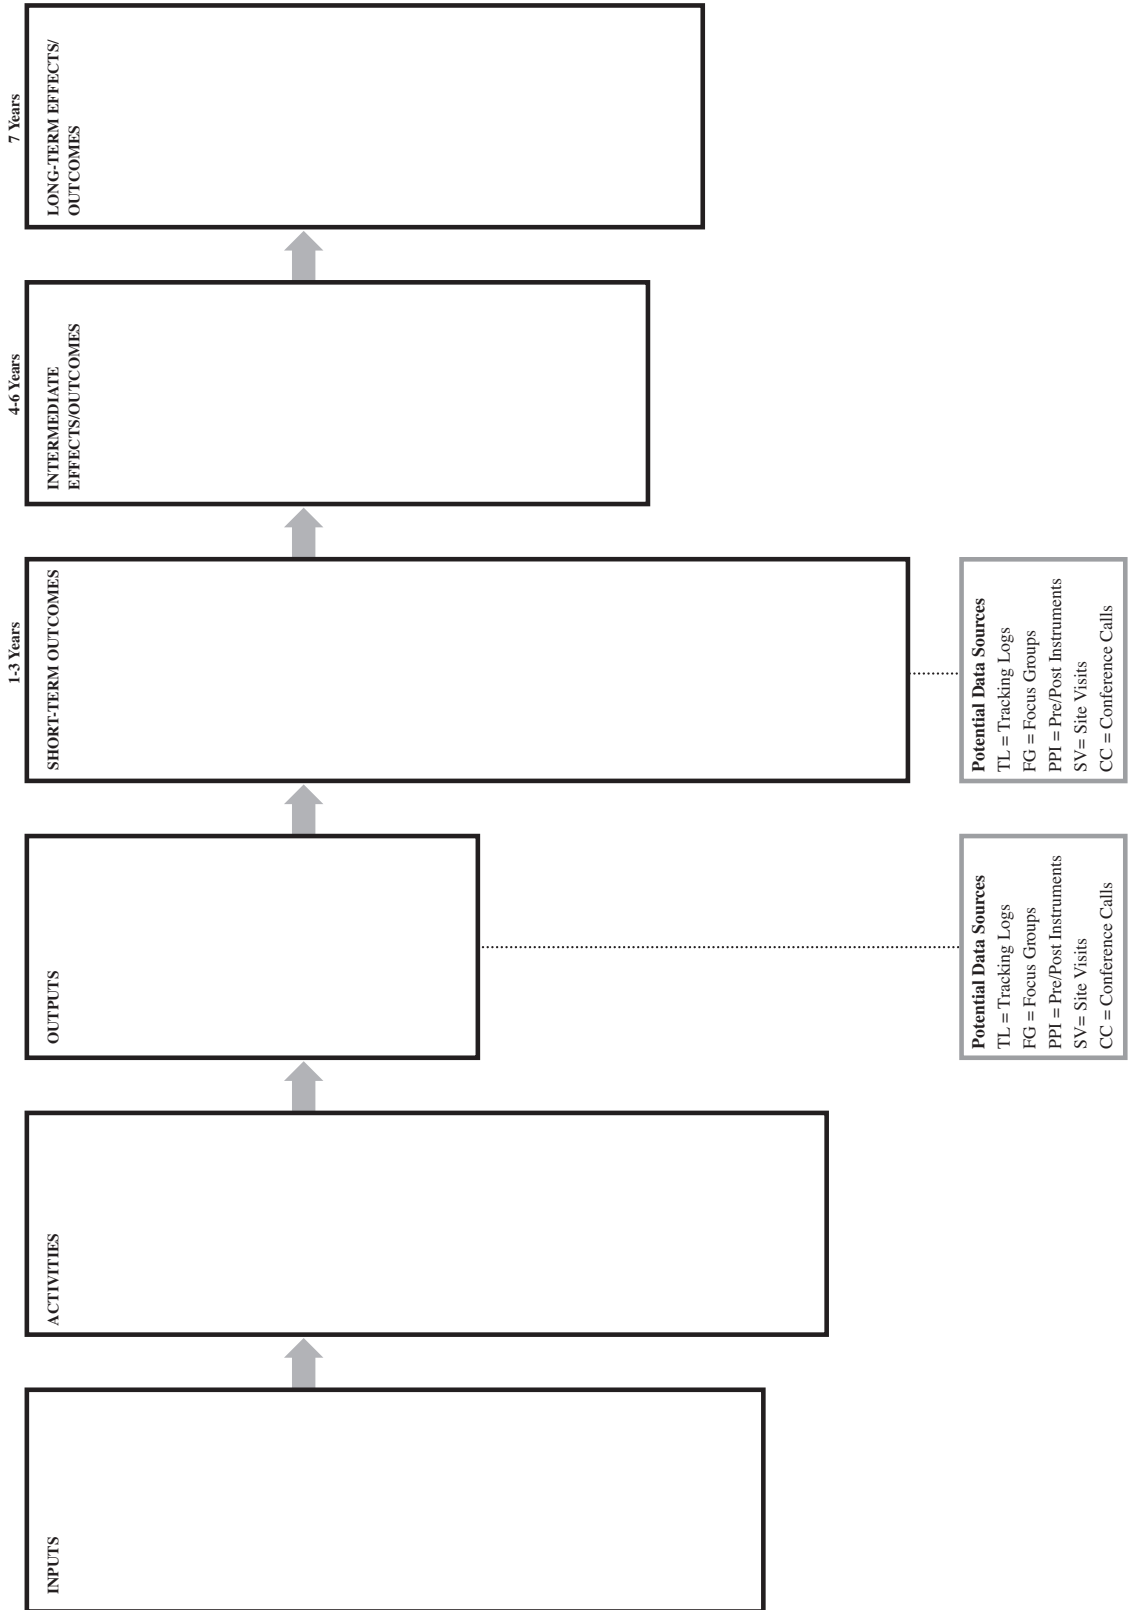 INPUTS
ACTIVITIES
OUTPUTS
1-3 Years
SHORT-TERM OUTCOMES
4-6 Years
INTERMEDIATE
EFFECTS/OUTCOMES
7 Years
LONG-TERM EFFECTS/
OUTCOMES
Potential Data Sources
TL = Tracking Logs
FG = Focus Groups
PPI = Pre/Post Instruments
SV= Site Visits
CC = Conference Calls
Potential Data Sources
TL = Tracking Logs
FG = Focus Groups
PPI = Pre/Post Instruments
SV= Site Visits
CC = Conference Calls